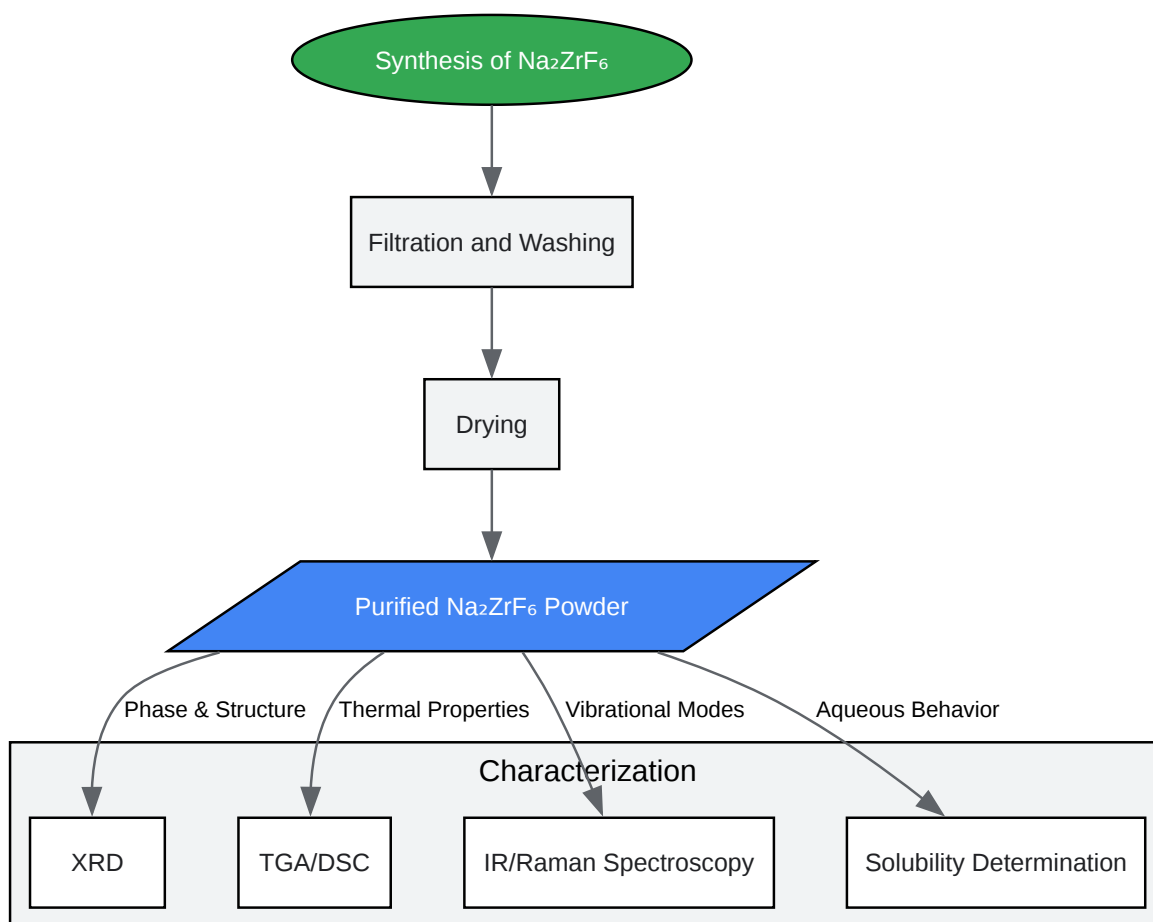 Synthesis of Na₂ZrF₆
Filtration and Washing
Drying
Purified Na₂ZrF₆ Powder
Phase & Structure
Thermal Properties
Vibrational Modes
Aqueous Behavior
Characterization
XRD
TGA/DSC
IR/Raman Spectroscopy
Solubility Determination